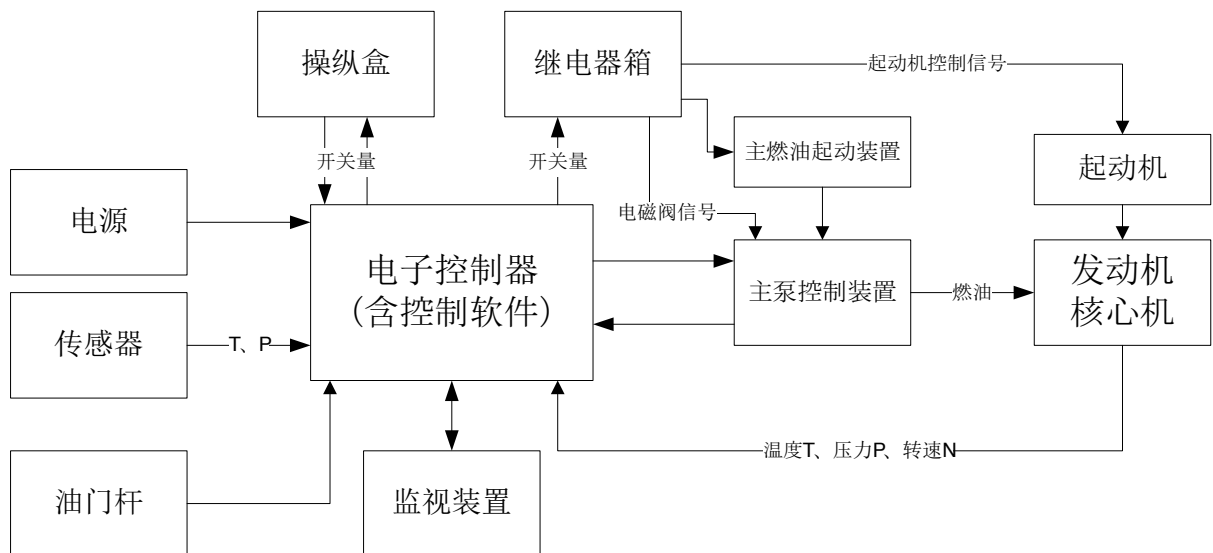 操纵盒
继电器箱
起动机控制信号
主燃油起动装置
起动机
开关量
开关量
电源
电磁阀信号
电子控制器
（含控制软件）
主泵控制装置
燃油
发动机
核心机
传感器
T、P
温度T、压力P、转速N
油门杆
监视装置